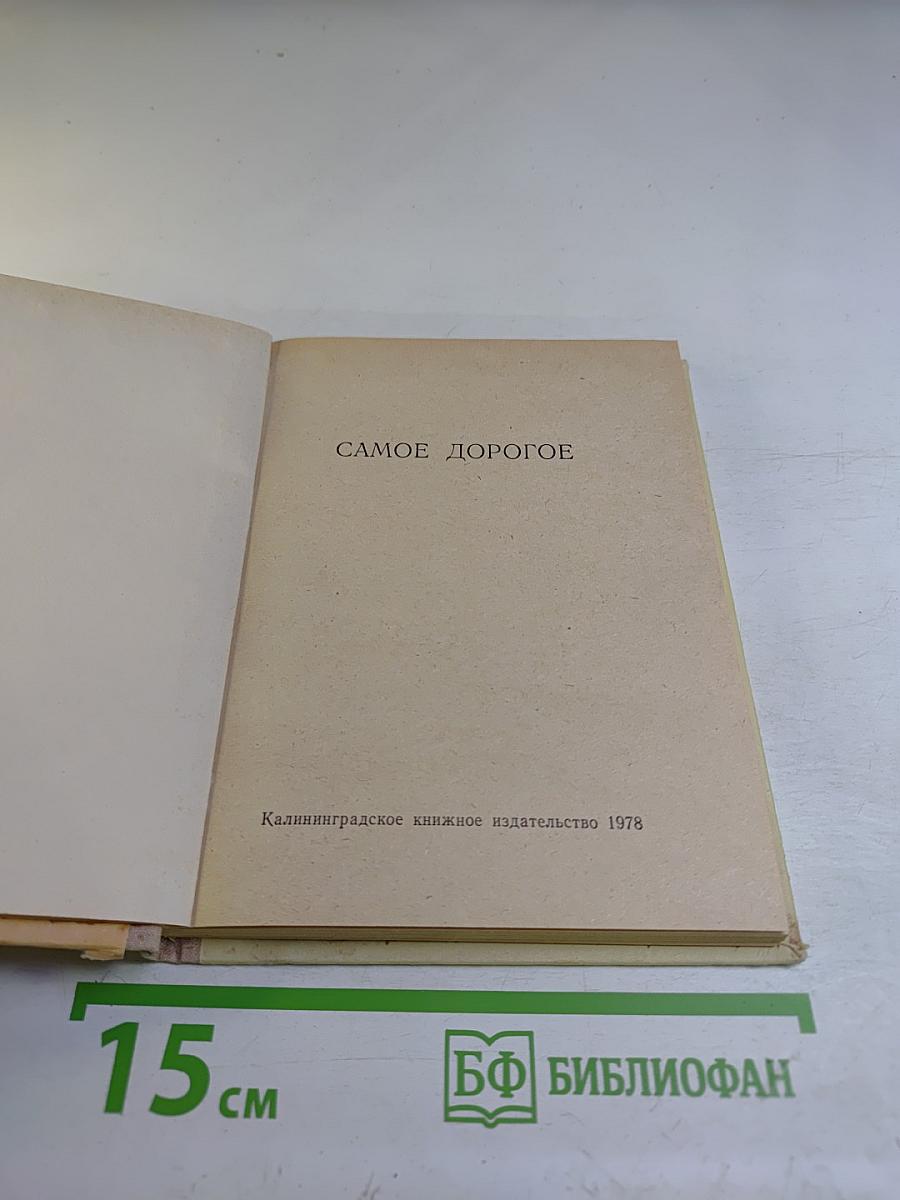 САМОЕ ДОРОГОЕ
Калининградское книжное издательство 1978
15 см
БФ БИБЛИОФАН